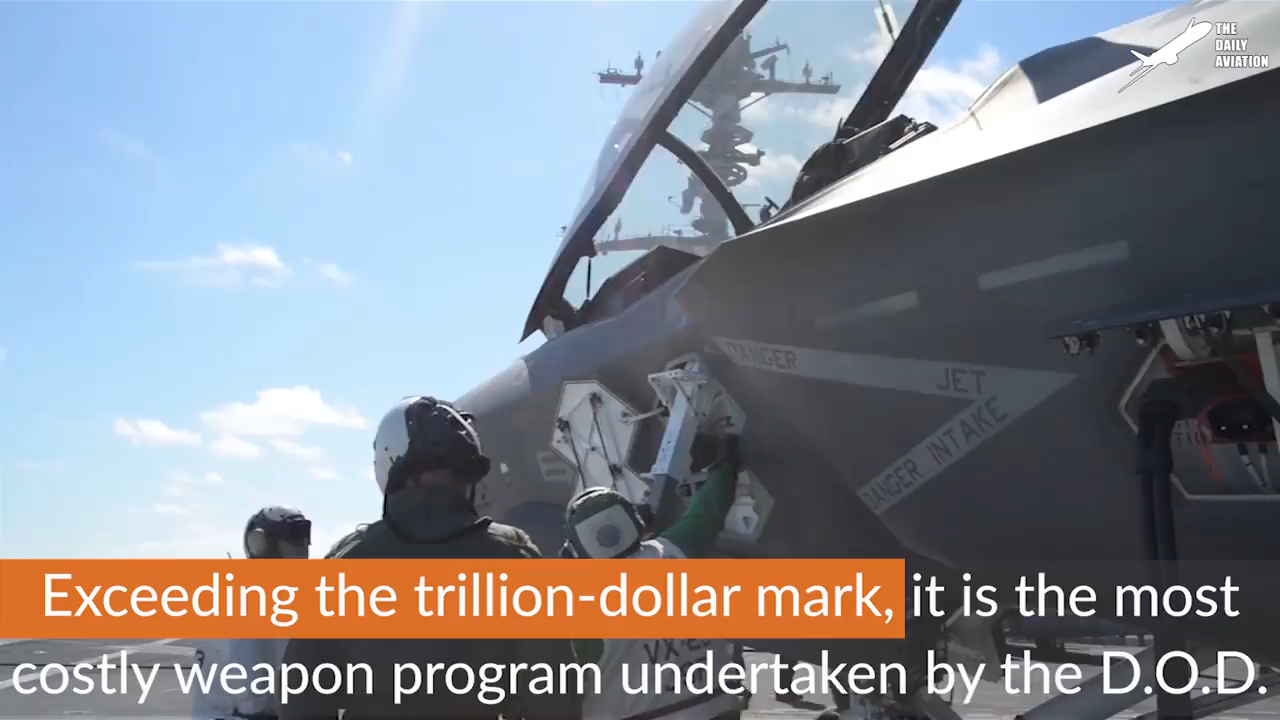 THE
DAILY
AVIATION
DANGER
JET
DANGER INTAKE
Exceeding the trillion-dollar mark, it is the most
costly weapon program undertaken by the D.O.D.